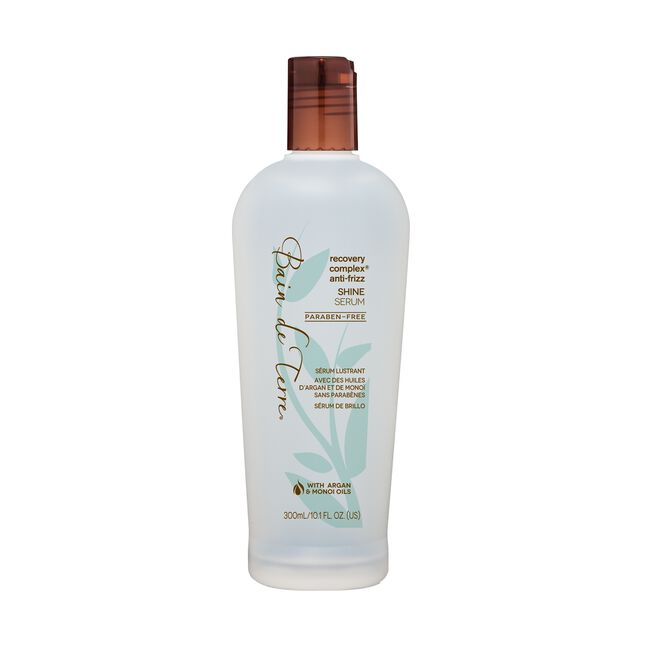 Bain de Terre®
recovery
complex®
anti-frizz
SHINE
SERUM
PARABEN-FREE
SÉRUM LUSTRANT
AVEC DES HUILES
D'ARGAN ET DE MONOÏ
SANS PARABÈNES
SÉRUM DE BRILLO
WITH ARGAN
& MONOI OILS
300mL/10.1 FL. OZ. (US)